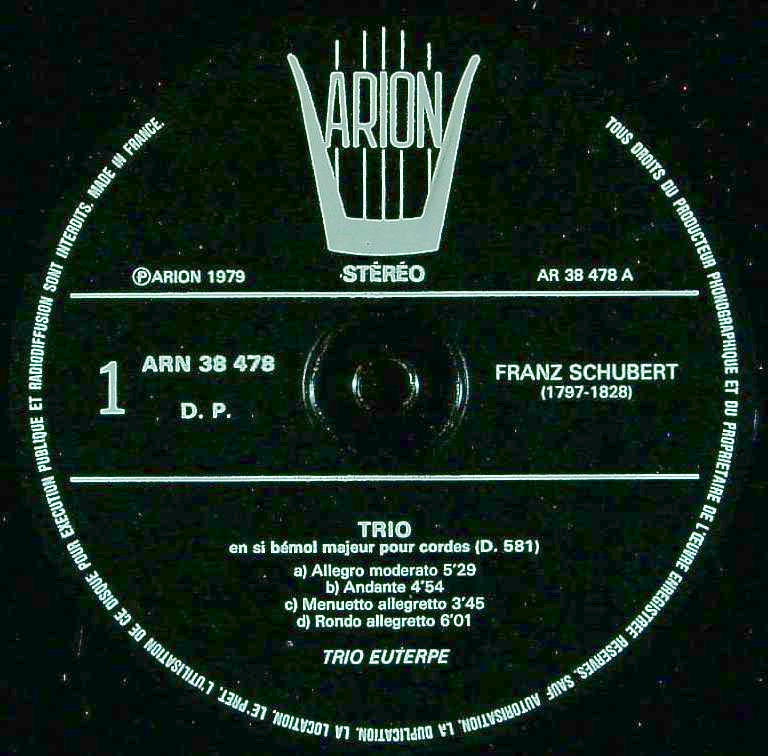 ARION
ⓅARION 1979
STÉRÉO
AR 38 478 A
1
ARN 38 478
D. P.
FRANZ SCHUBERT
(1797-1828)
TRIO
en si bémol majeur pour cordes (D. 581)
a) Allegro moderato 5'29
b) Andante 4'54
c) Menuetto allegretto 3'45
d) Rondo allegretto 6'01
TRIO EUTERPE
TOUS DROITS DU PRODUCTEUR PHONOGRAPHIQUE ET DU PROPRIETAIRE DE L'ŒUVRE ENREGISTREE RESERVES. SAUF AUTORISATION, LA DUPLICATION, LA LOCATION, LE PRET, L'UTILISATION DE CE DISQUE POUR EXECUTION PUBLIQUE ET RADIODIFFUSION SONT INTERDITS. MADE IN FRANCE.